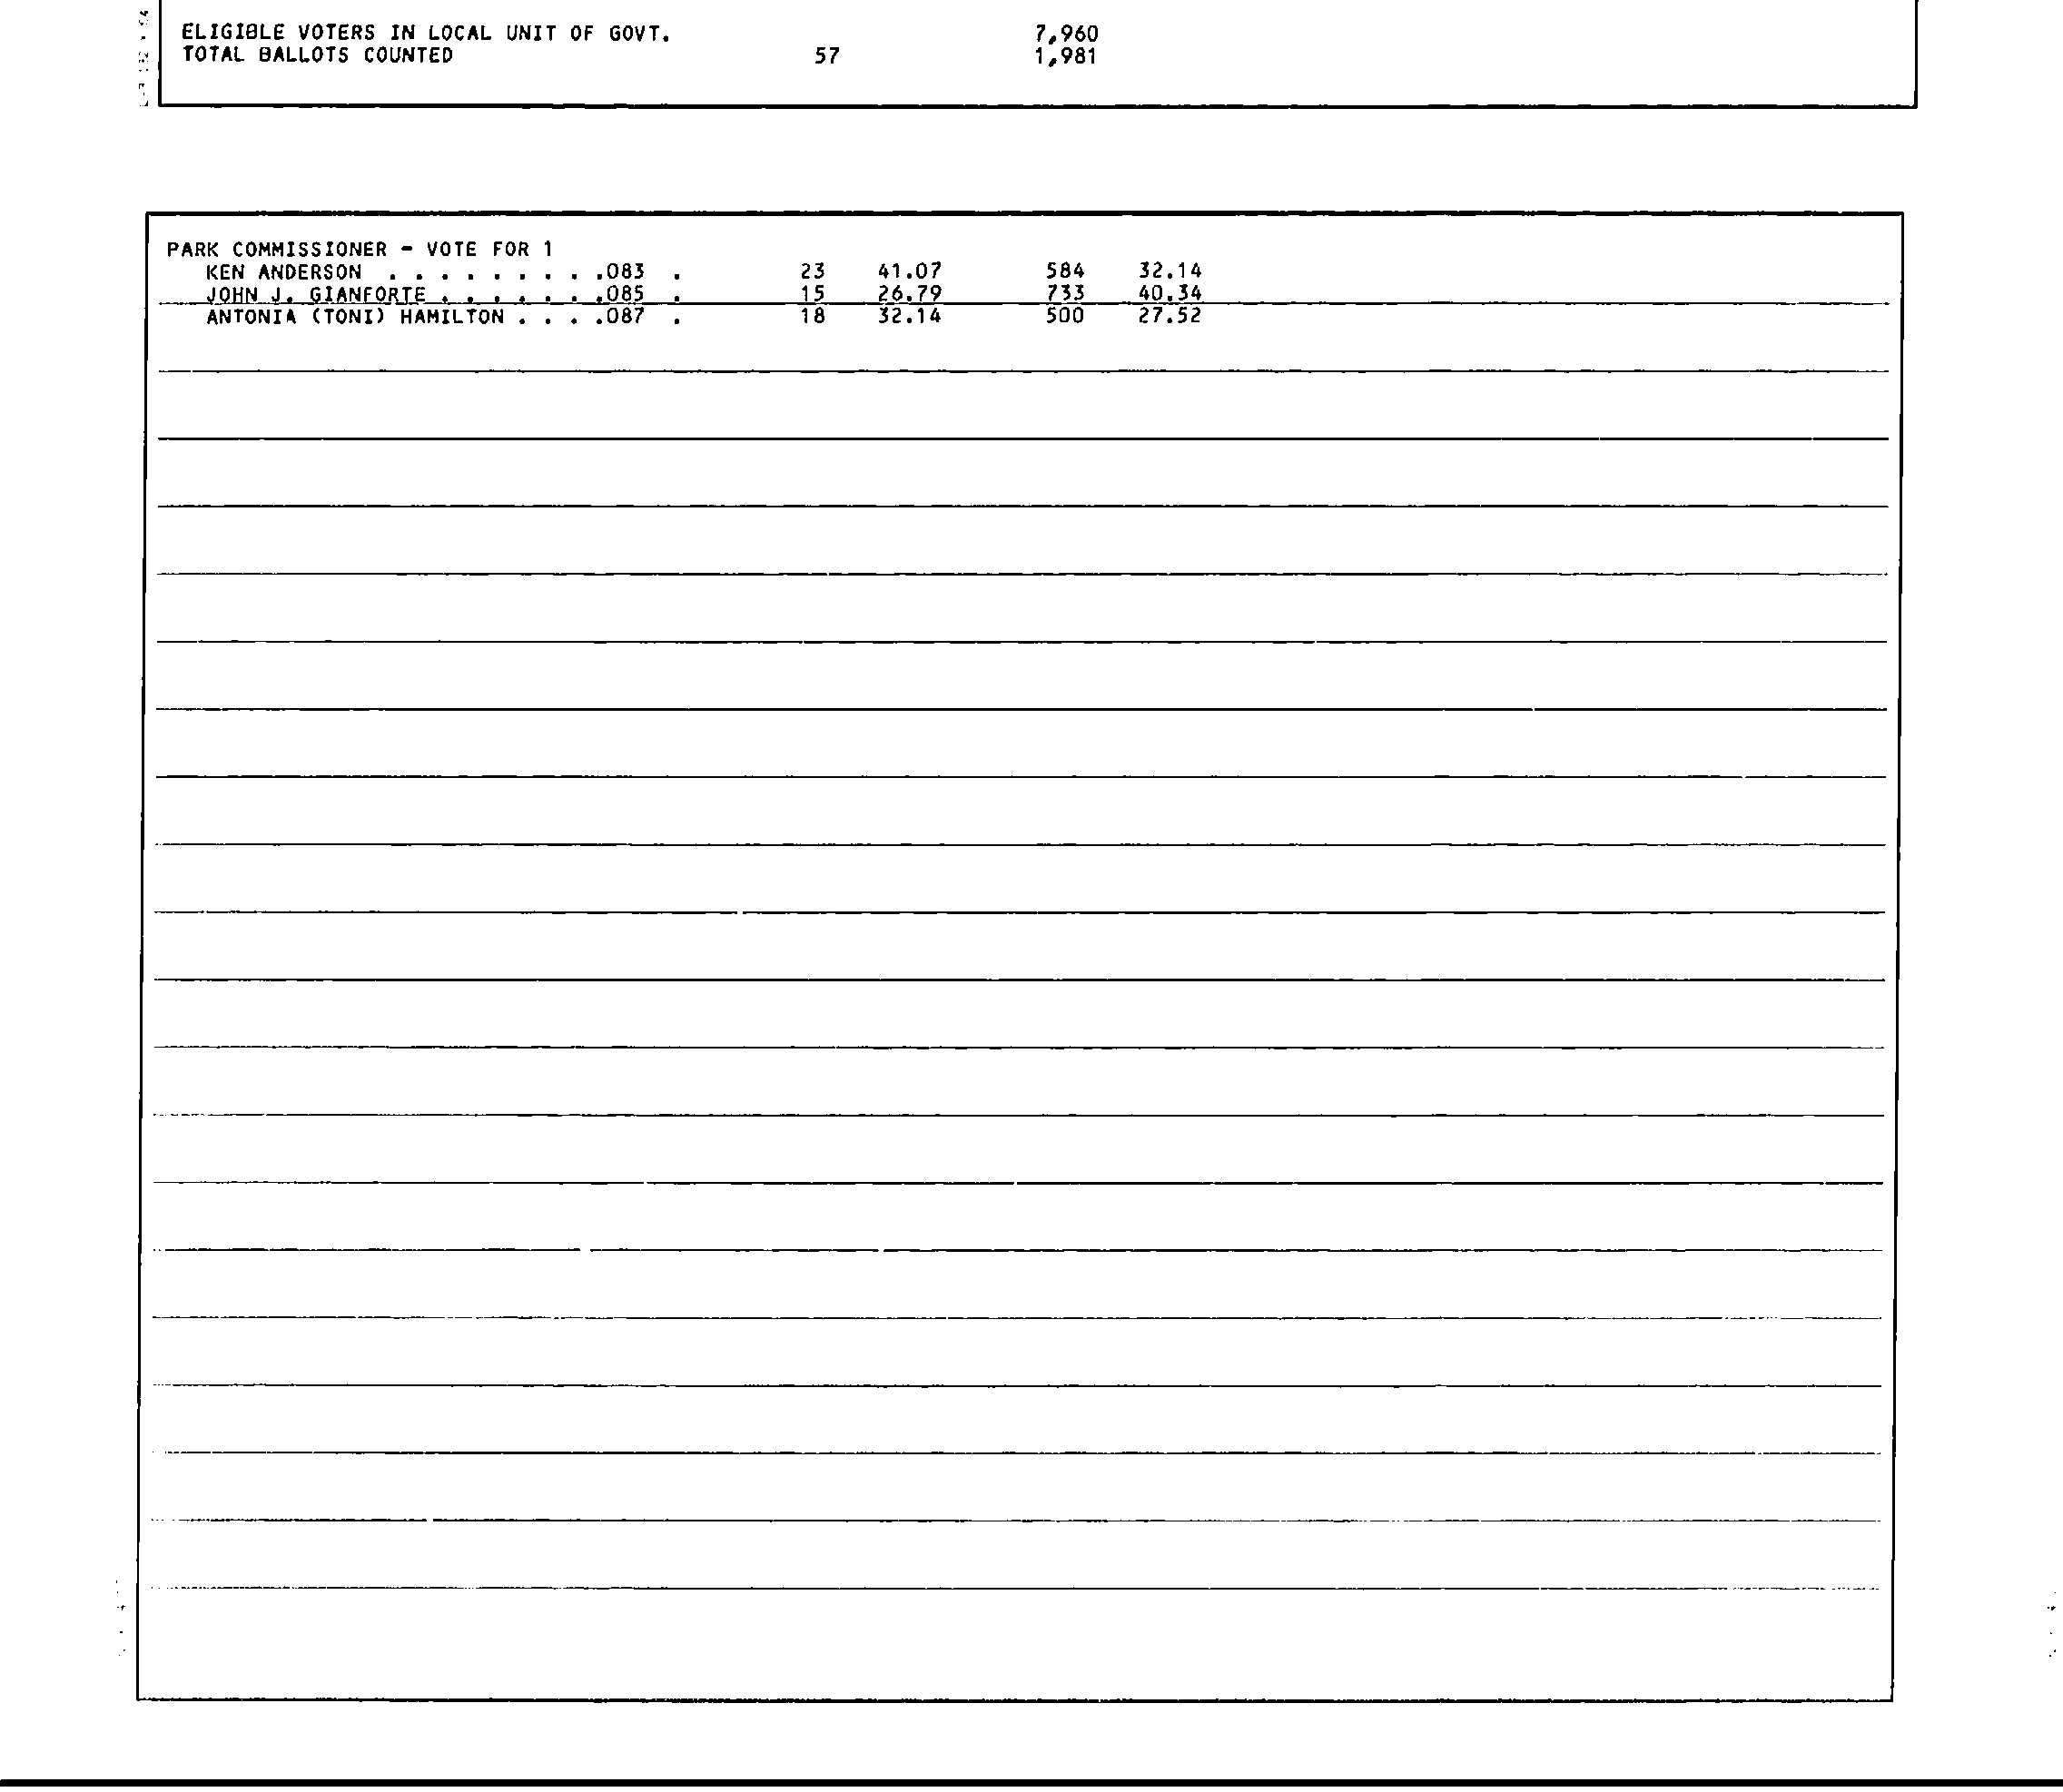 ELIGIBLE VOTERS IN LOCAL UNIT OF GOVT. 7,960
TOTAL BALLOTS COUNTED 57 1,981
PARK COMMISSIONER - VOTE FOR 1
KEN ANDERSON . . . . . . . . .083 . 23 41.07 584 32.14
JOHN J. GIANFORTE . . . . . . .085 . 15 26.79 733 40.34
ANTONIA (TONI) HAMILTON . . . .087 . 18 32.14 500 27.52